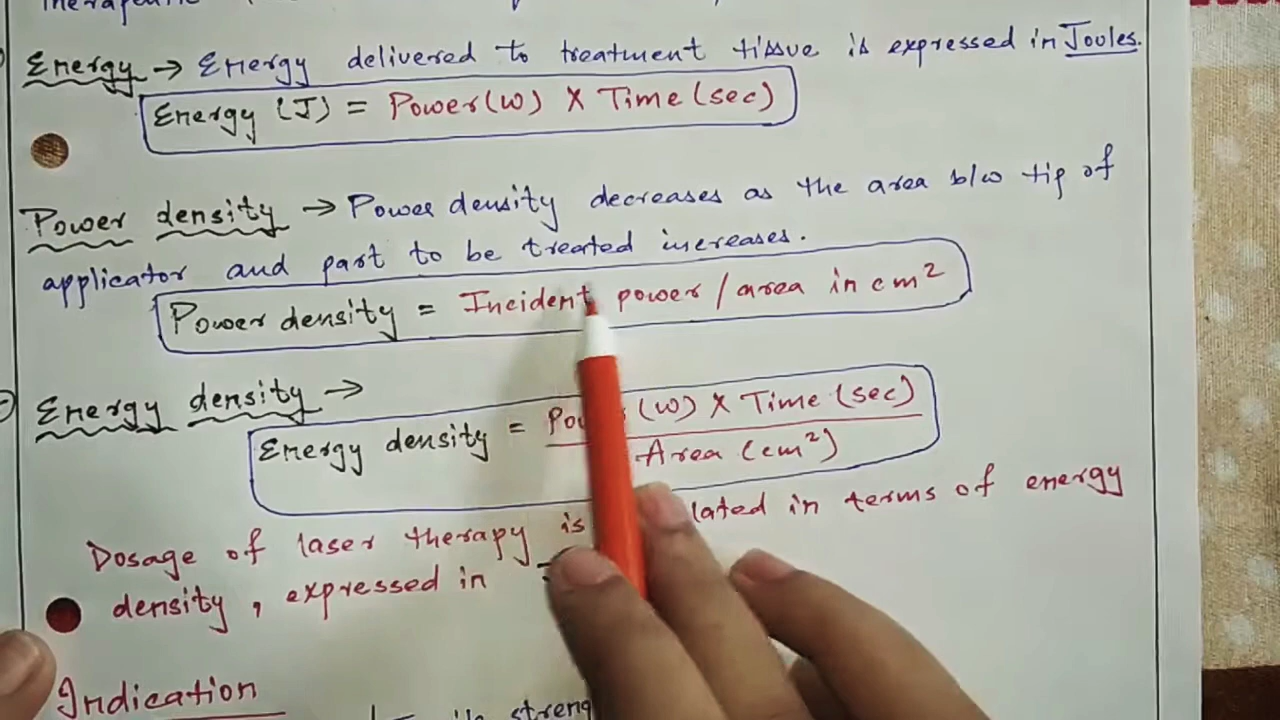 Energy → Energy delivered to treatment tissue is expressed in Joules.
Energy (J) = Power (W) X Time (sec)
Power density → Power density decreases as the area b/w tip of
applicator and part to be treated increases.
Power density = Incident power / area in cm²
Energy density →
Energy density = (W) X Time (sec)
Area (cm²)
Dosage of laser therapy is in terms of energy
density, expressed in
Indication